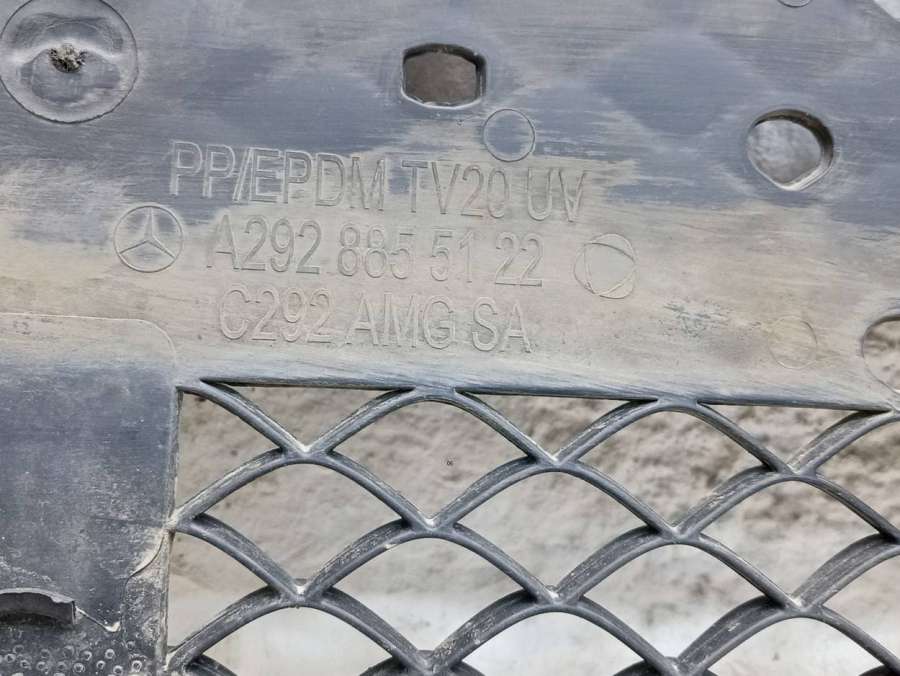 PP/EPDM TV20 UV
A292 885 51 22
C292 AMG SA